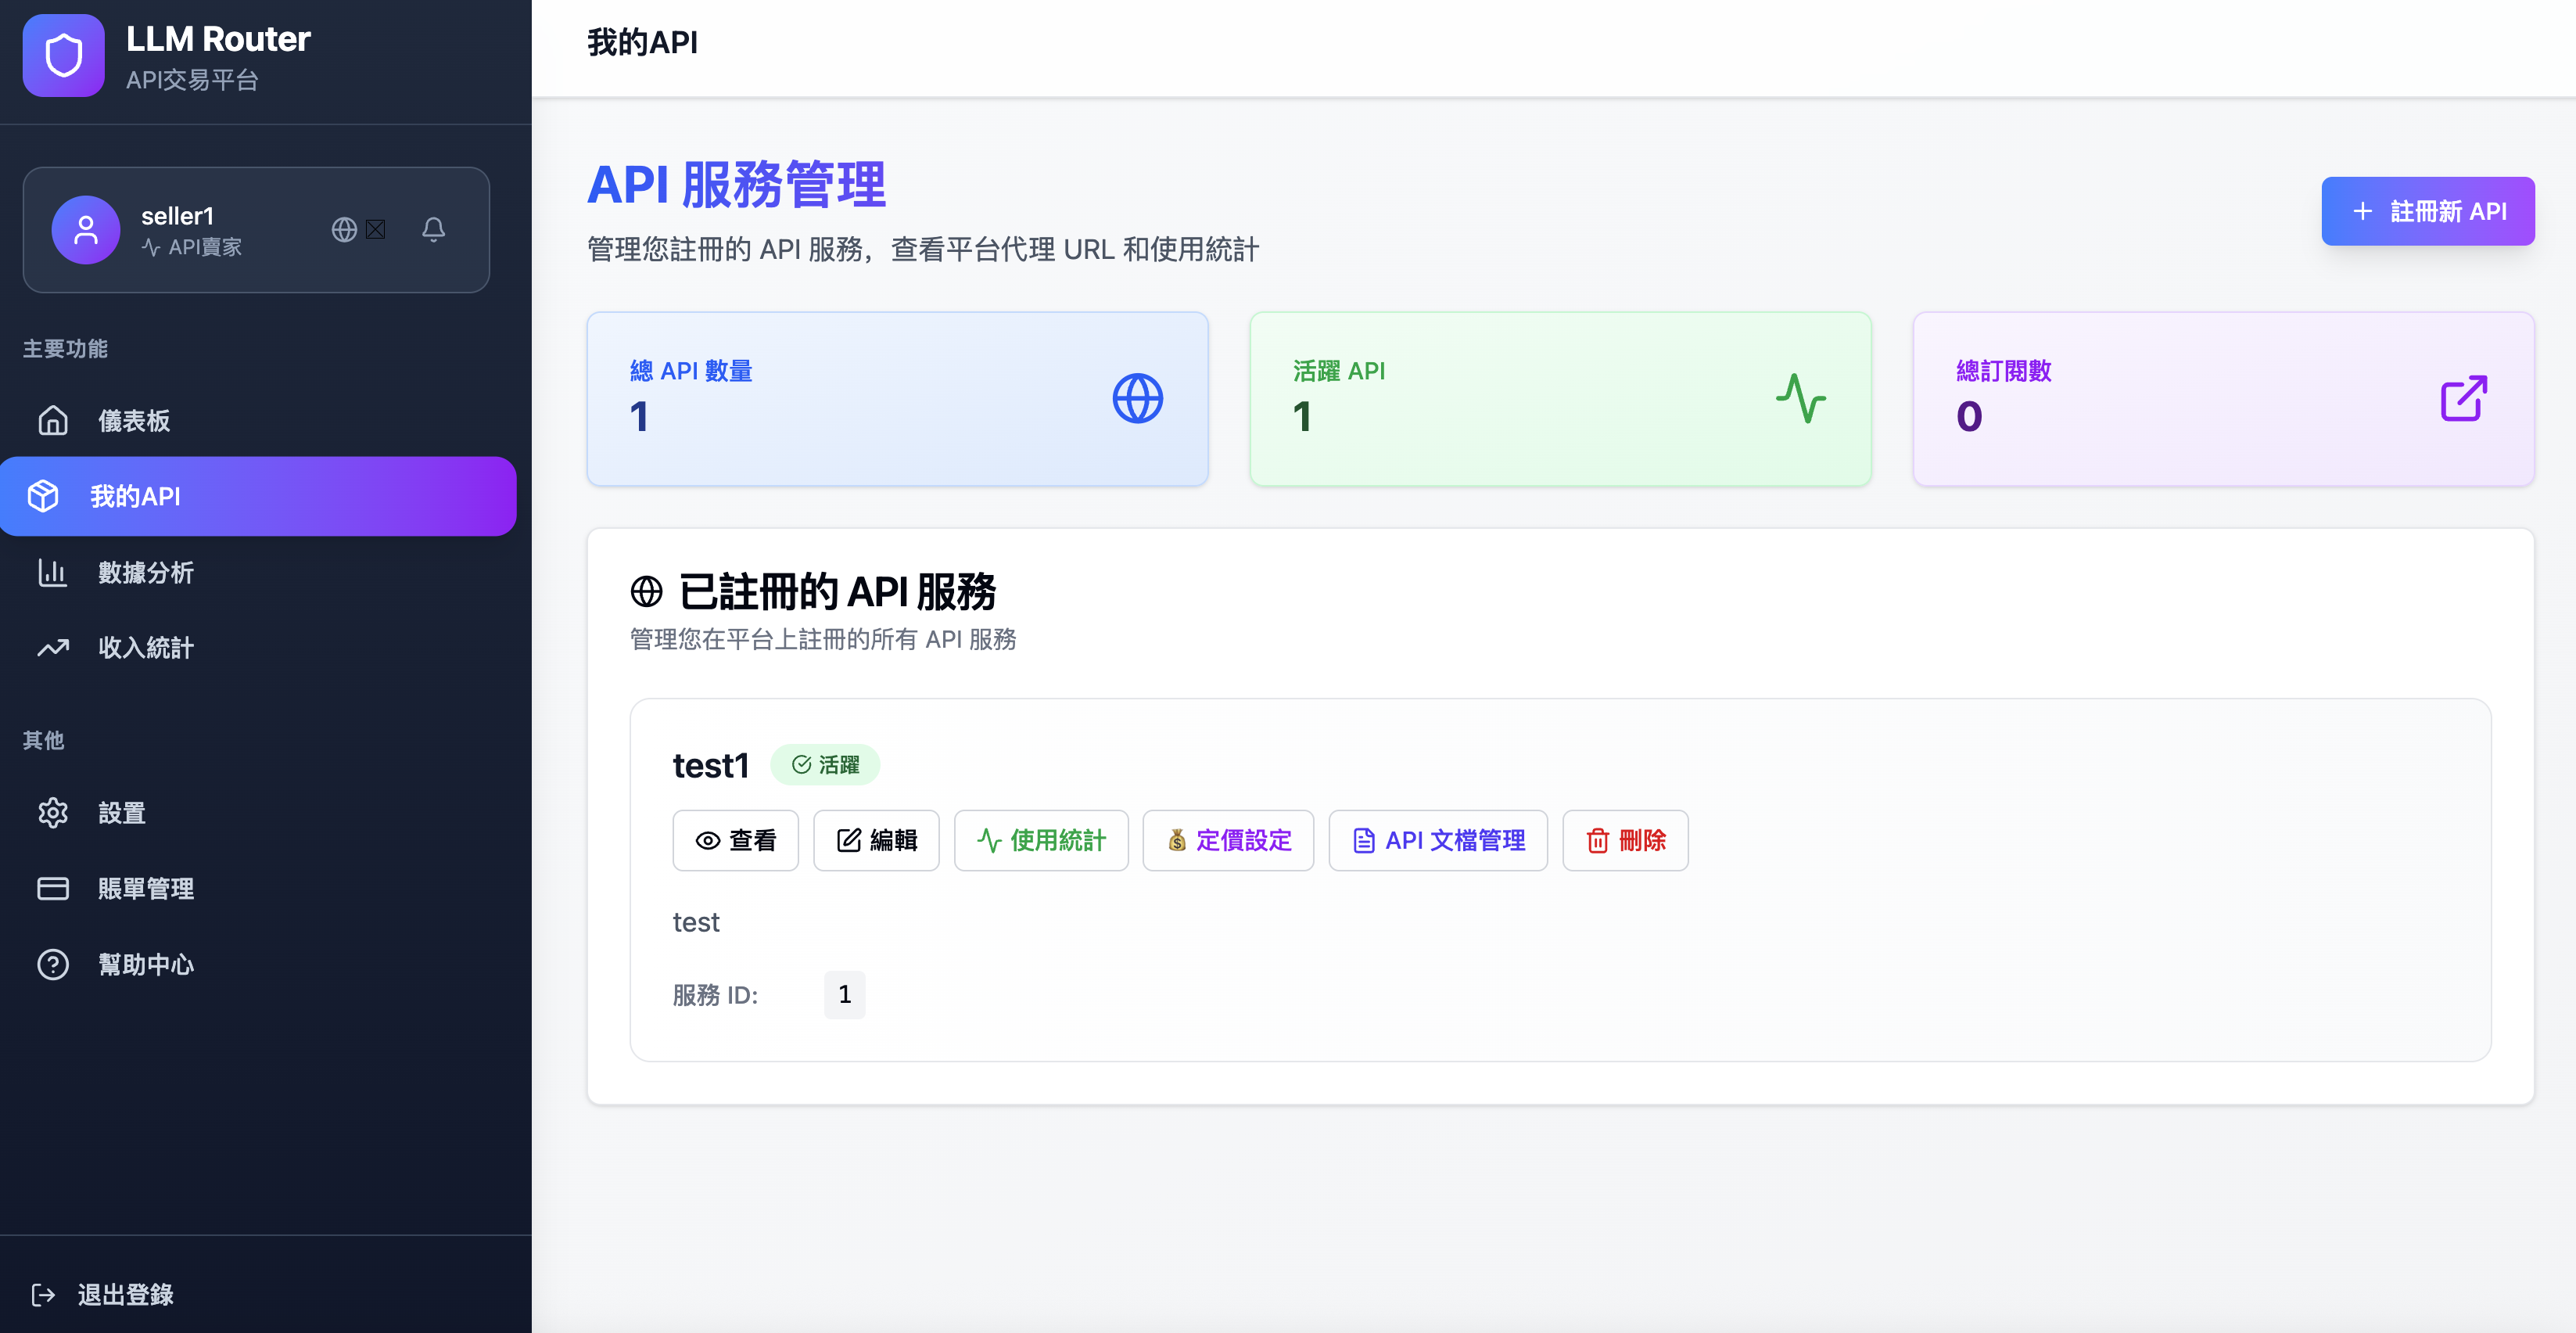 LLM Router
API交易平台
seller1
API賣家
主要功能
儀表板
我的API
數據分析
收入統計
其他
設置
賬單管理
幫助中心
退出登錄
我的API
API 服務管理
管理您註冊的 API 服務，查看平台代理 URL 和使用統計
註冊新 API
總 API 數量
1
活躍 API
1
總訂閱數
0
已註冊的 API 服務
管理您在平台上註冊的所有 API 服務
test1 活躍
查看 編輯 使用統計 定價設定 API 文檔管理 刪除
test
服務 ID: 1